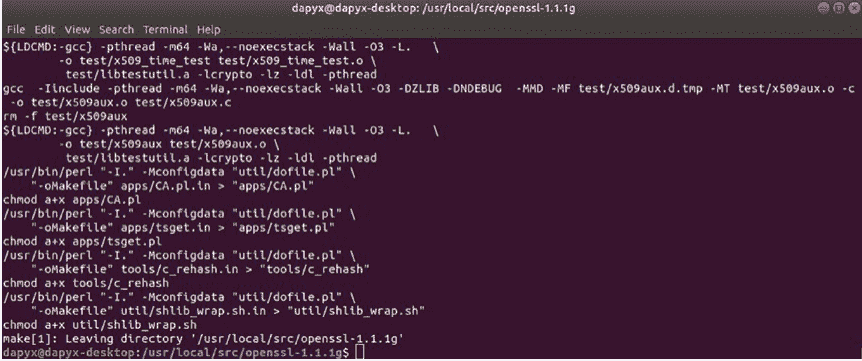 dapyx@dapyx-desktop: /usr/local/src/openssl-1.1.1g
File Edit View Search Terminal Help
${LDCMD:-gcc} -pthread -m64 -Wa,--noexecstack -Wall -O3 -L.   \
        -o test/x509_time_test test/x509_time_test.o \
         test/libtestutil.a -lcrypto -lz -ldl -pthread
gcc  -Iinclude -pthread -m64 -Wa,--noexecstack -Wall -O3 -DZLIB -DNDEBUG  -MMD -MF test/x509aux.d.tmp -MT test/x509aux.o -c
 -o test/x509aux.o test/x509aux.c
rm -f test/x509aux
${LDCMD:-gcc} -pthread -m64 -Wa,--noexecstack -Wall -O3 -L.   \
        -o test/x509aux test/x509aux.o \
         test/libtestutil.a -lcrypto -lz -ldl -pthread
/usr/bin/perl "-I." -Mconfigdata "util/dofile.pl" \
    "-oMakefile" apps/CA.pl.in > "apps/CA.pl"
chmod a+x apps/CA.pl
/usr/bin/perl "-I." -Mconfigdata "util/dofile.pl" \
    "-oMakefile" apps/tsget.in > "apps/tsget.pl"
chmod a+x apps/tsget.pl
/usr/bin/perl "-I." -Mconfigdata "util/dofile.pl" \
    "-oMakefile" tools/c_rehash.in > "tools/c_rehash"
chmod a+x tools/c_rehash
/usr/bin/perl "-I." -Mconfigdata "util/dofile.pl" \
    "-oMakefile" util/shlib_wrap.sh.in > "util/shlib_wrap.sh"
chmod a+x util/shlib_wrap.sh
make[1]: Leaving directory '/usr/local/src/openssl-1.1.1g'
dapyx@dapyx-desktop:/usr/local/src/openssl-1.1.1g$